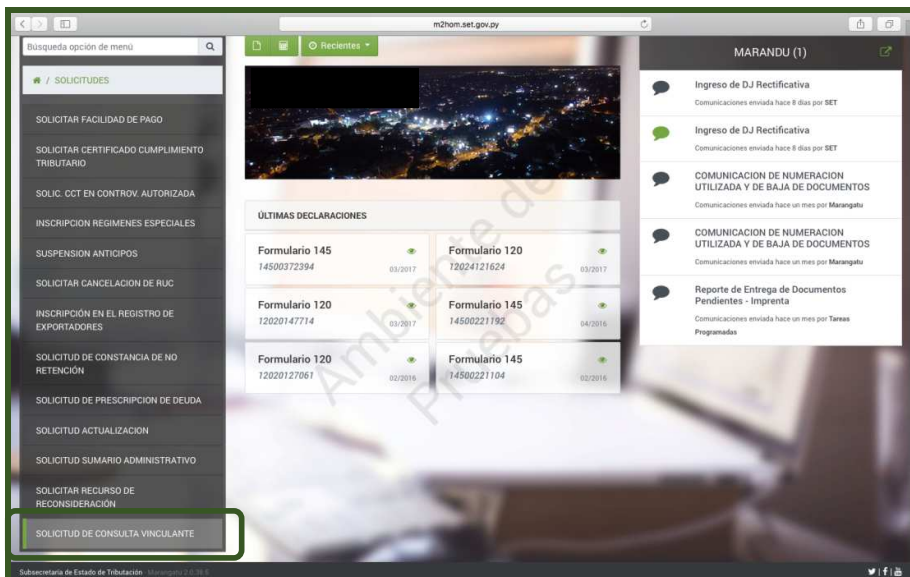 m2hom.set.gov.py
Búsqueda opción de menú
/ SOLICITUDES
SOLICITAR FACILIDAD DE PAGO
SOLICITAR CERTIFICADO CUMPLIMIENTO
TRIBUTARIO
SOLIC. CCT EN CONTROV. AUTORIZADA
INSCRIPCION REGIMENES ESPECIALES
SUSPENSION ANTICIPOS
SOLICITAR CANCELACION DE RUC
INSCRIPCIÓN EN EL REGISTRO DE
EXPORTADORES
SOLICITUD DE CONSTANCIA DE NO
RETENCIÓN
SOLICITUD DE PRESCRIPCION DE DEUDA
SOLICITUD ACTUALIZACION
SOLICITUD SUMARIO ADMINISTRATIVO
SOLICITAR RECURSO DE
RECONSIDERACIÓN
SOLICITUD DE CONSULTA VINCULANTE
Recientes
ÚLTIMAS DECLARACIONES
Formulario 145
14500372394 03/2017
Formulario 120
12024121624 03/2017
Formulario 120
12020147714 03/2017
Formulario 145
14500221192 04/2016
Formulario 120
12020127061 02/2016
Formulario 145
14500221104 02/2016
Ambiente de
Pruebas
MARANDU (1)
Ingreso de DJ Rectificativa
Comunicaciones enviada hace 8 días por SET
Ingreso de DJ Rectificativa
Comunicaciones enviada hace 8 días por SET
COMUNICACION DE NUMERACION
UTILIZADA Y DE BAJA DE DOCUMENTOS
Comunicaciones enviada hace un mes por Marangatu
COMUNICACION DE NUMERACION
UTILIZADA Y DE BAJA DE DOCUMENTOS
Comunicaciones enviada hace un mes por Marangatu
Reporte de Entrega de Documentos
Pendientes - Imprenta
Comunicaciones enviada hace un mes por Tareas
Programadas
Subsecretaría de Estado de Tributación